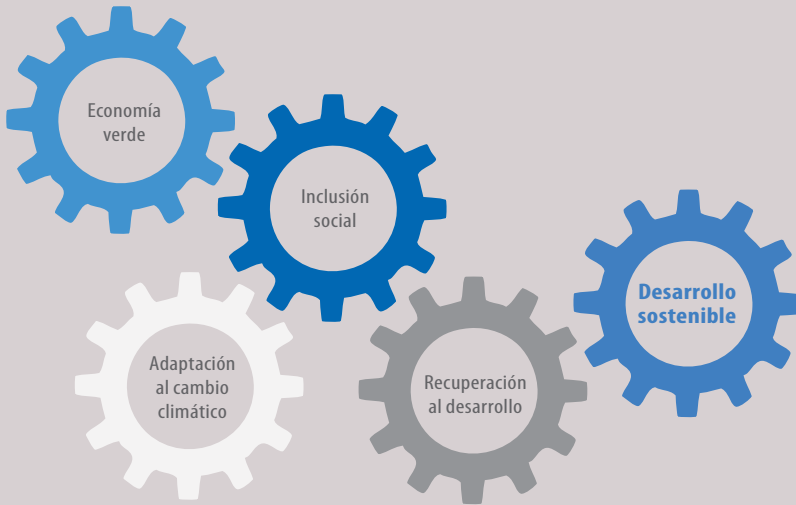 Economía
verde
Inclusión
social
Desarrollo
sostenible
Adaptación
al cambio
climático
Recuperación
al desarrollo